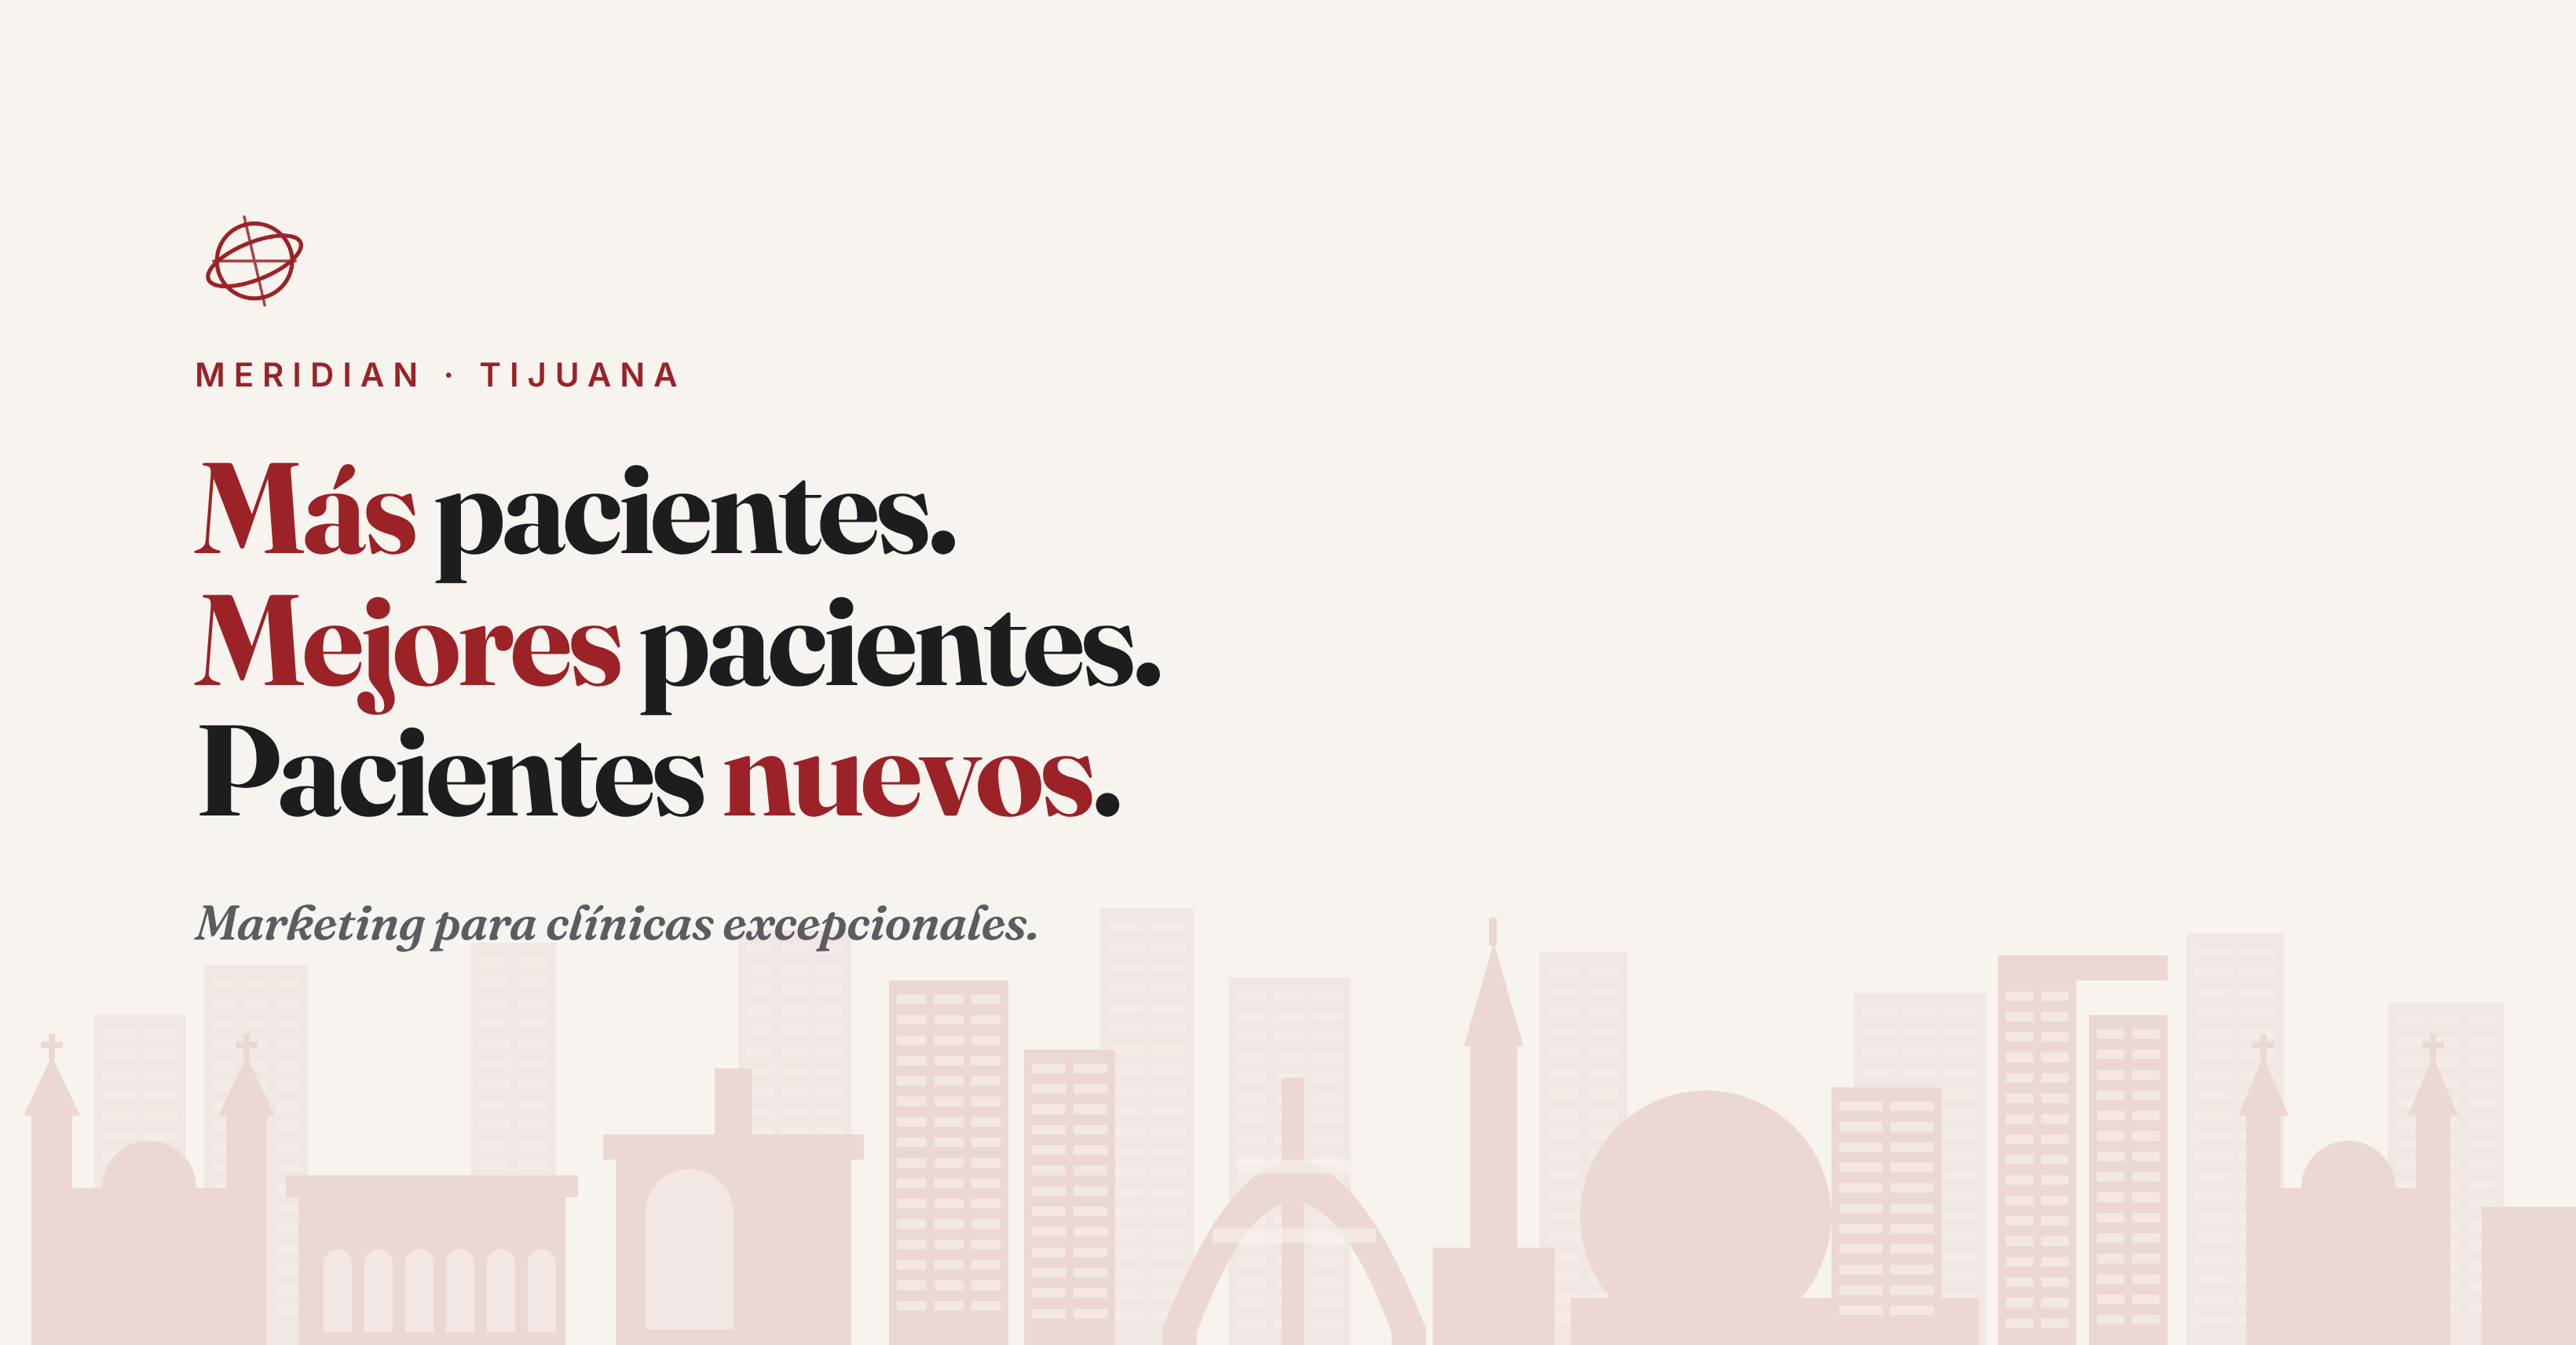 MERIDIAN · TIJUANA
Más pacientes.
Mejores pacientes.
Pacientes nuevos.
Marketing para clínicas excepcionales.